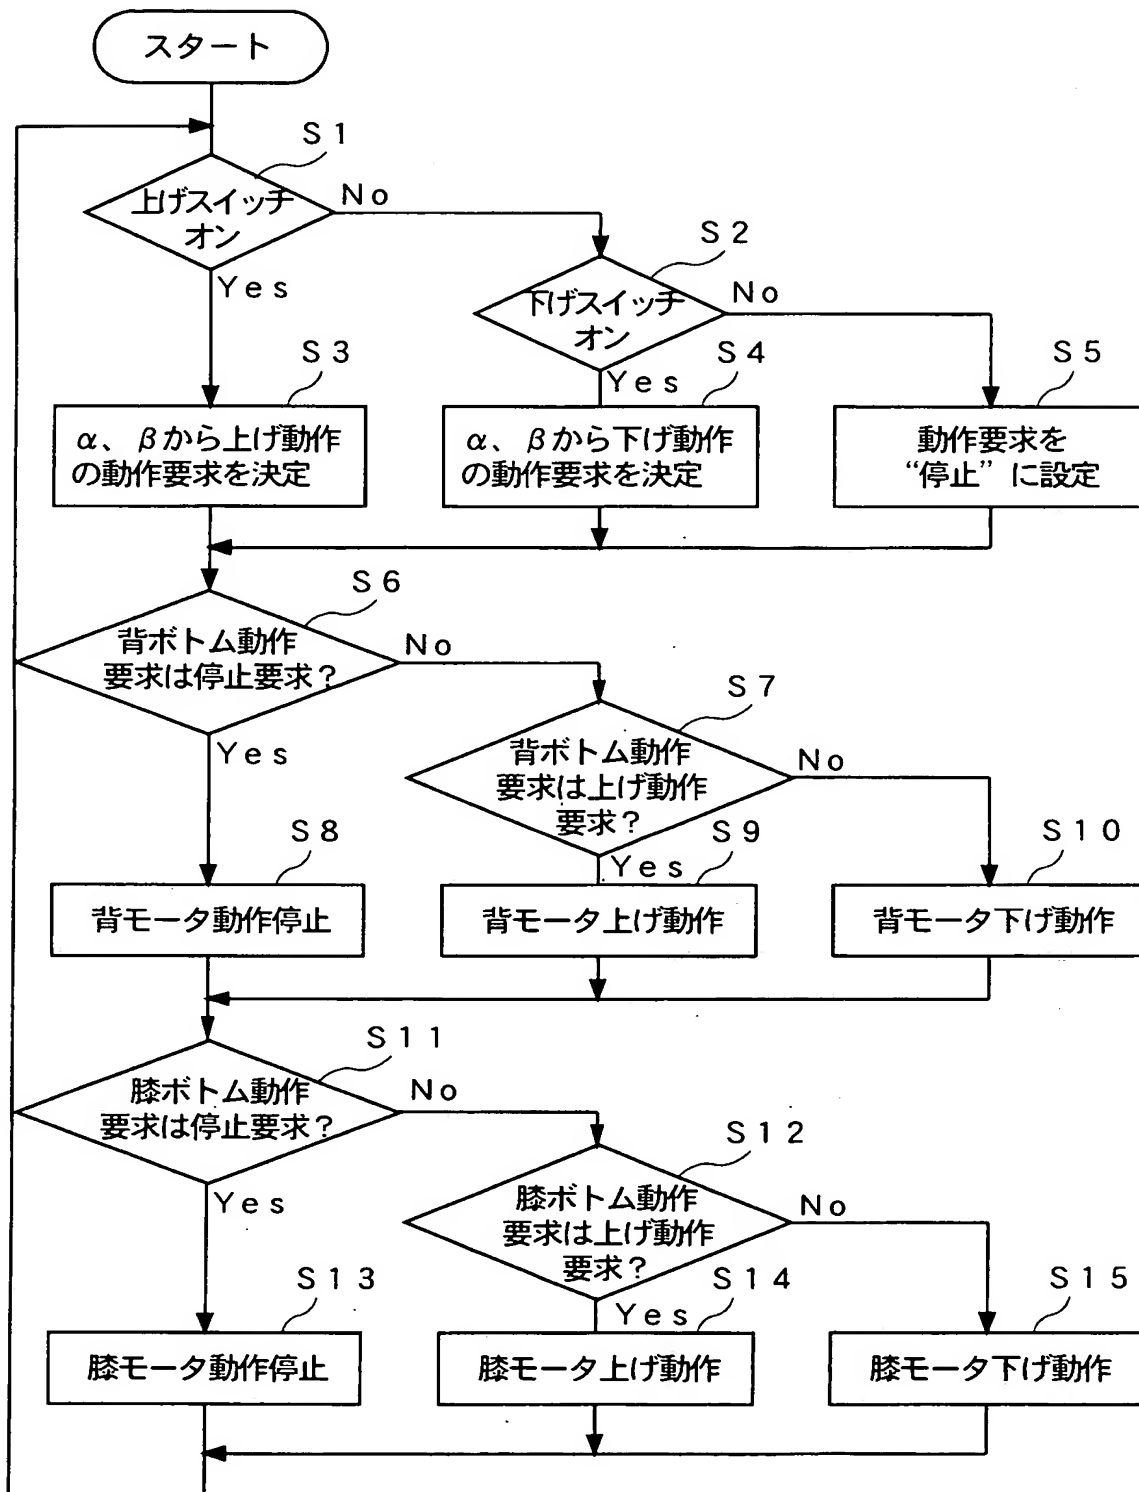 スタート
S1
上げスイッチ
オン
No
Yes
S2
下げスイッチ
オン
No
Yes
S3
α、βから上げ動作
の動作要求を決定
S4
α、βから下げ動作
の動作要求を決定
S5
動作要求を
“停止”に設定
S6
背ボトム動作
要求は停止要求?
No
Yes
S7
背ボトム動作
要求は上げ動作
要求?
No
Yes
S8
背モータ動作停止
S9
背モータ上げ動作
S10
背モータ下げ動作
S11
膝ボトム動作
要求は停止要求?
No
Yes
S12
膝ボトム動作
要求は上げ動作
要求?
No
Yes
S13
膝モータ動作停止
S14
膝モータ上げ動作
S15
膝モータ下げ動作